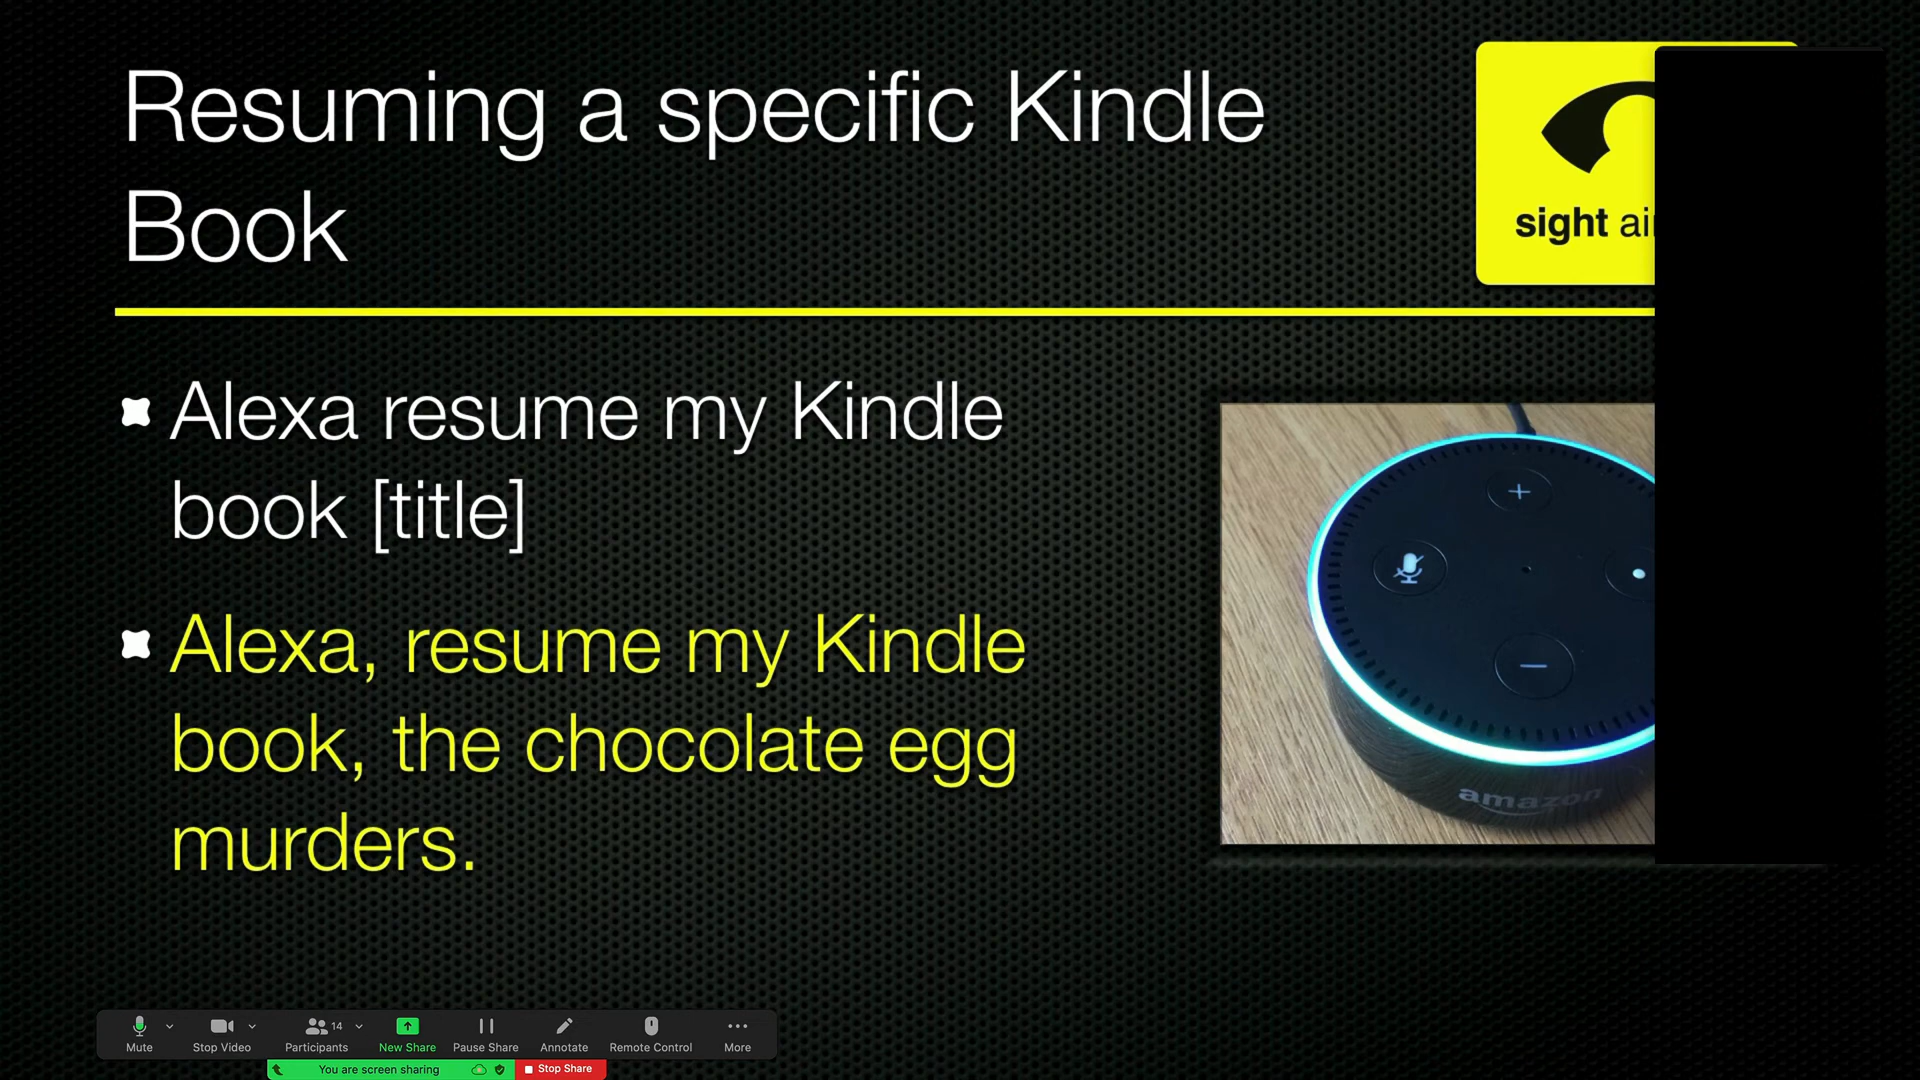 Resuming a specific Kindle
Book
sight
Alexa resume my Kindle
book [title]
Alexa, resume my Kindle
book, the chocolate egg
murders.
amazon
14
Mute
Stop Video
Participants
New Share
Pause Share
Annotate
Remote Control
More
You are screen sharing
Stop Share